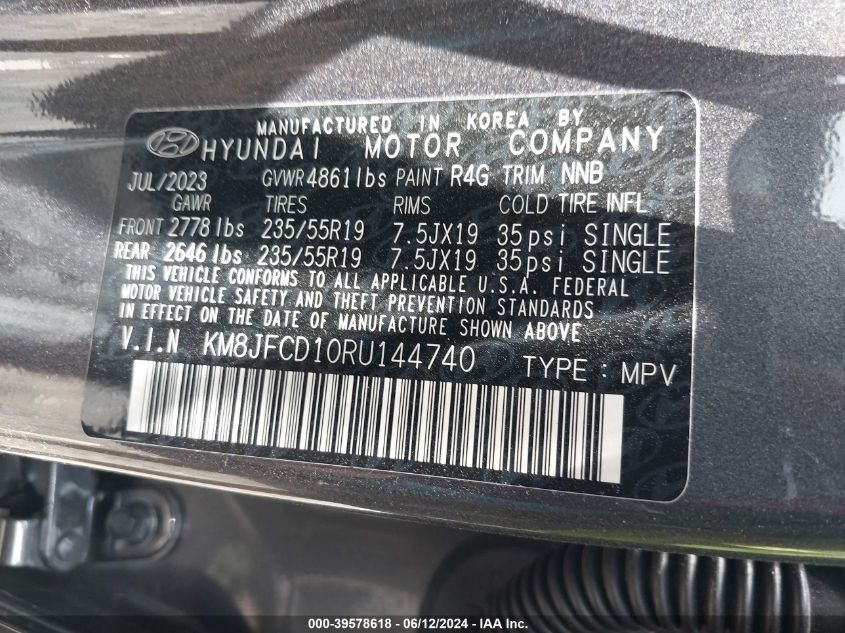 MANUFACTURED IN KOREA BY
HYUNDAI MOTOR COMPANY
JUL/2023 GVWR 4861lbs PAINT R4G TRIM NNB
GAWR TIRES RIMS COLD TIRE INFL
FRONT 2778 lbs 235/55R19 7.5JX19 35psi SINGLE
REAR 2646 lbs 235/55R19 7.5JX19 35psi SINGLE
THIS VEHICLE CONFORMS TO ALL APPLICABLE U.S.A. FEDERAL
MOTOR VEHICLE SAFETY AND THEFT PREVENTION STANDARDS
IN EFFECT ON THE DATE OF MANUFACTURE SHOWN ABOVE
V.I.N KM8JFCD10RU144740 TYPE : MPV
000-39578618 - 06/12/2024 - IAA Inc.